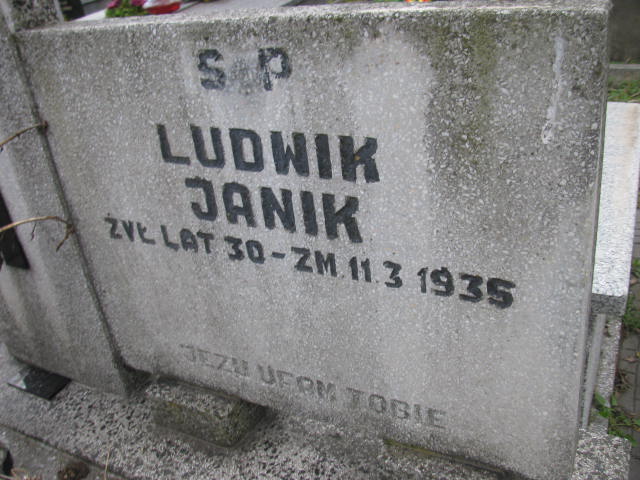 S P
LUDWIK
JANIK
ŻYŁ LAT 30 - ZM. 11.3 1935
JEZU UFAM TOBIE